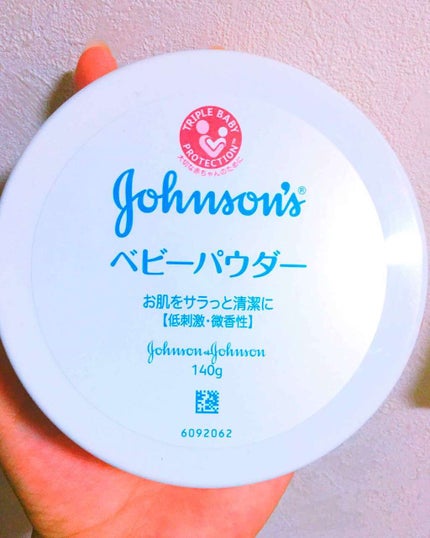 TRIPLE BABY
PROTECTION™
大切な赤ちゃんのために
Johnson's®
ベビーパウダー
お肌をサラっと清潔に
【低刺激・微香性】
Johnson & Johnson
140g
6092062